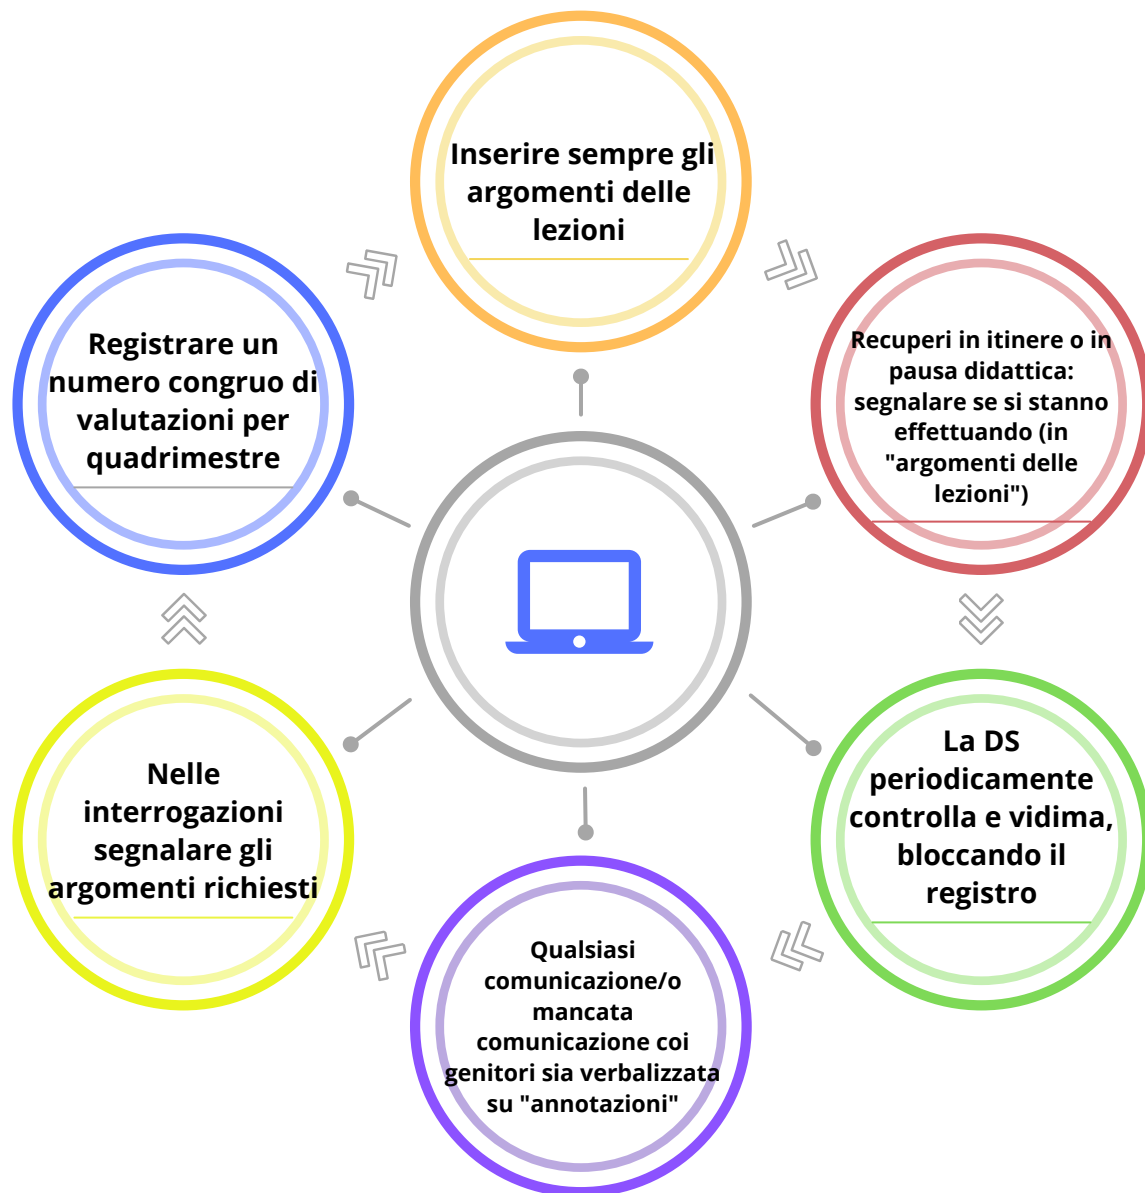 Inserire sempre gli
argomenti delle
lezioni
Recuperi in itinere o in
pausa didattica:
segnalare se si stanno
effettuando (in
"argomenti delle
lezioni")
La DS
periodicamente
controlla e vidima,
bloccando il
registro
Qualsiasi
comunicazione/o
mancata
comunicazione coi
genitori sia verbalizzata
su "annotazioni"
Nelle
interrogazioni
segnalare gli
argomenti richiesti
Registrare un
numero congruo di
valutazioni per
quadrimestre